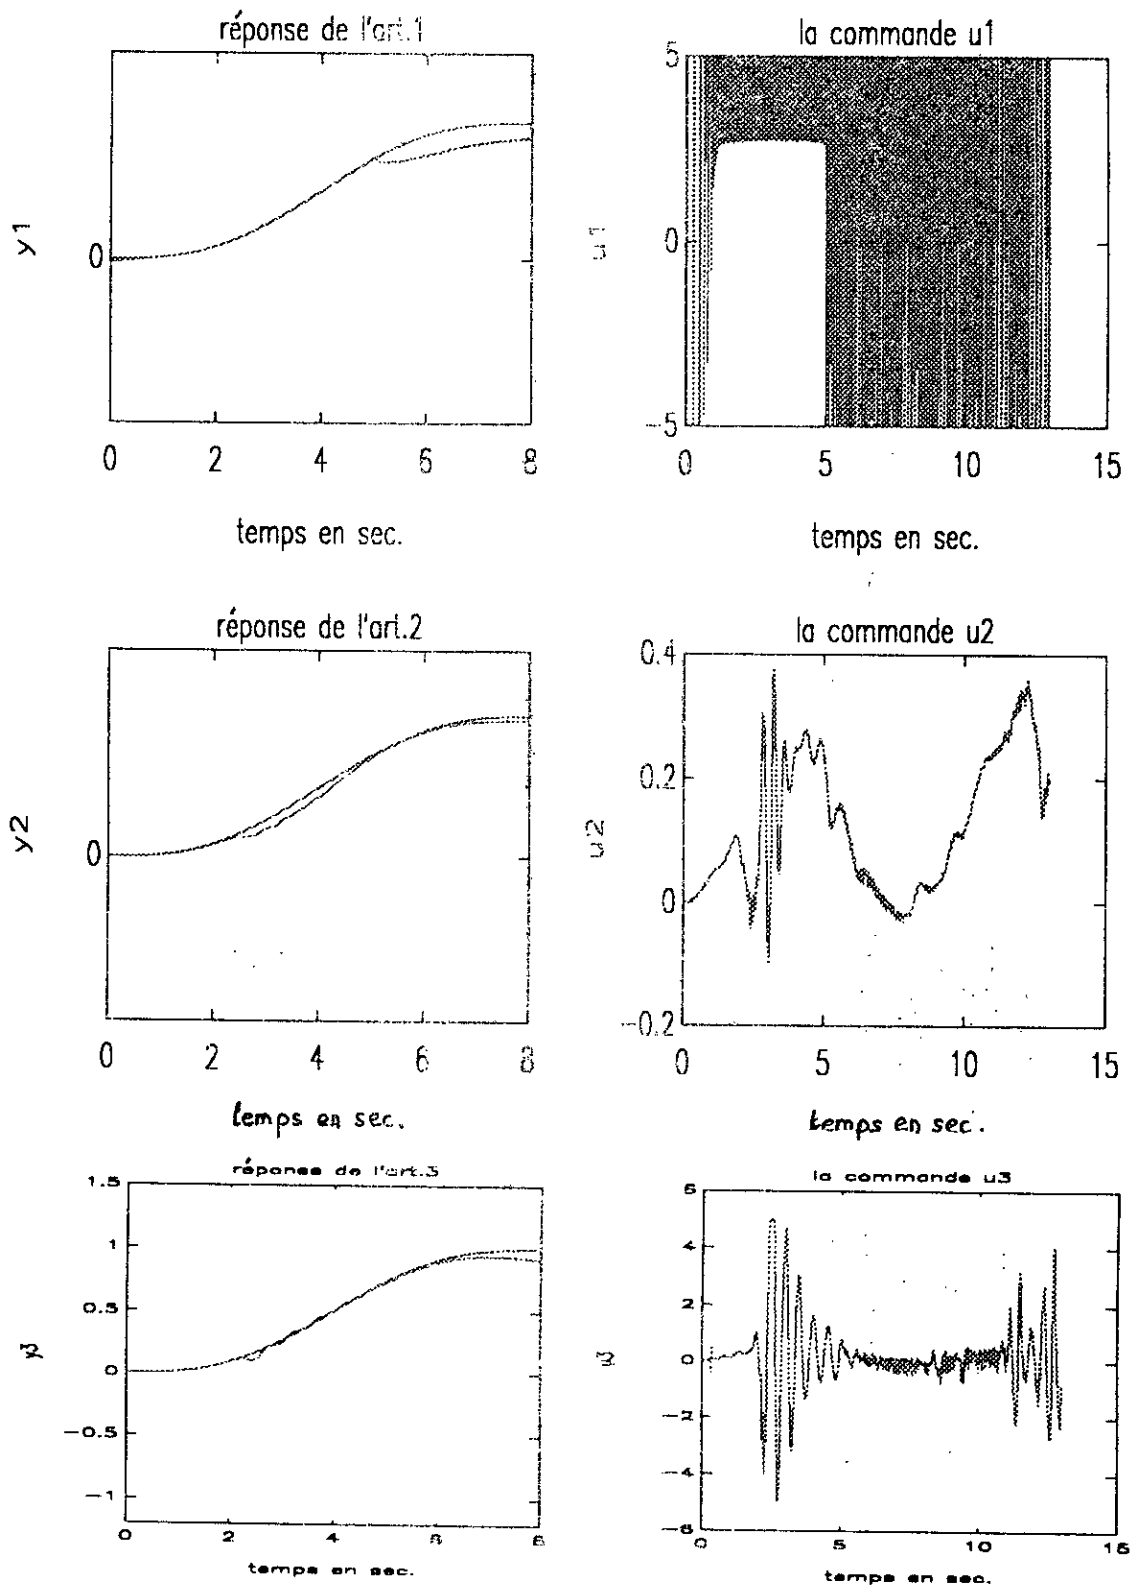 réponse de l'art.1
y1
0
0 2 4 6 8
temps en sec.
la commande u1
u1
5
0
-5
0 5 10 15
temps en sec.
réponse de l'art.2
y2
0
0 2 4 6 8
temps en sec.
la commande u2
u2
0.4
0.2
0
-0.2
0 5 10 15
temps en sec.
réponse de l'art.3
y3
1.5
1
0.5
0
-0.5
-1
0 2 4 6 8
temps en sec.
la commande u3
6
4
2
0
-2
-4
-6
0 5 10 15
temps en sec.